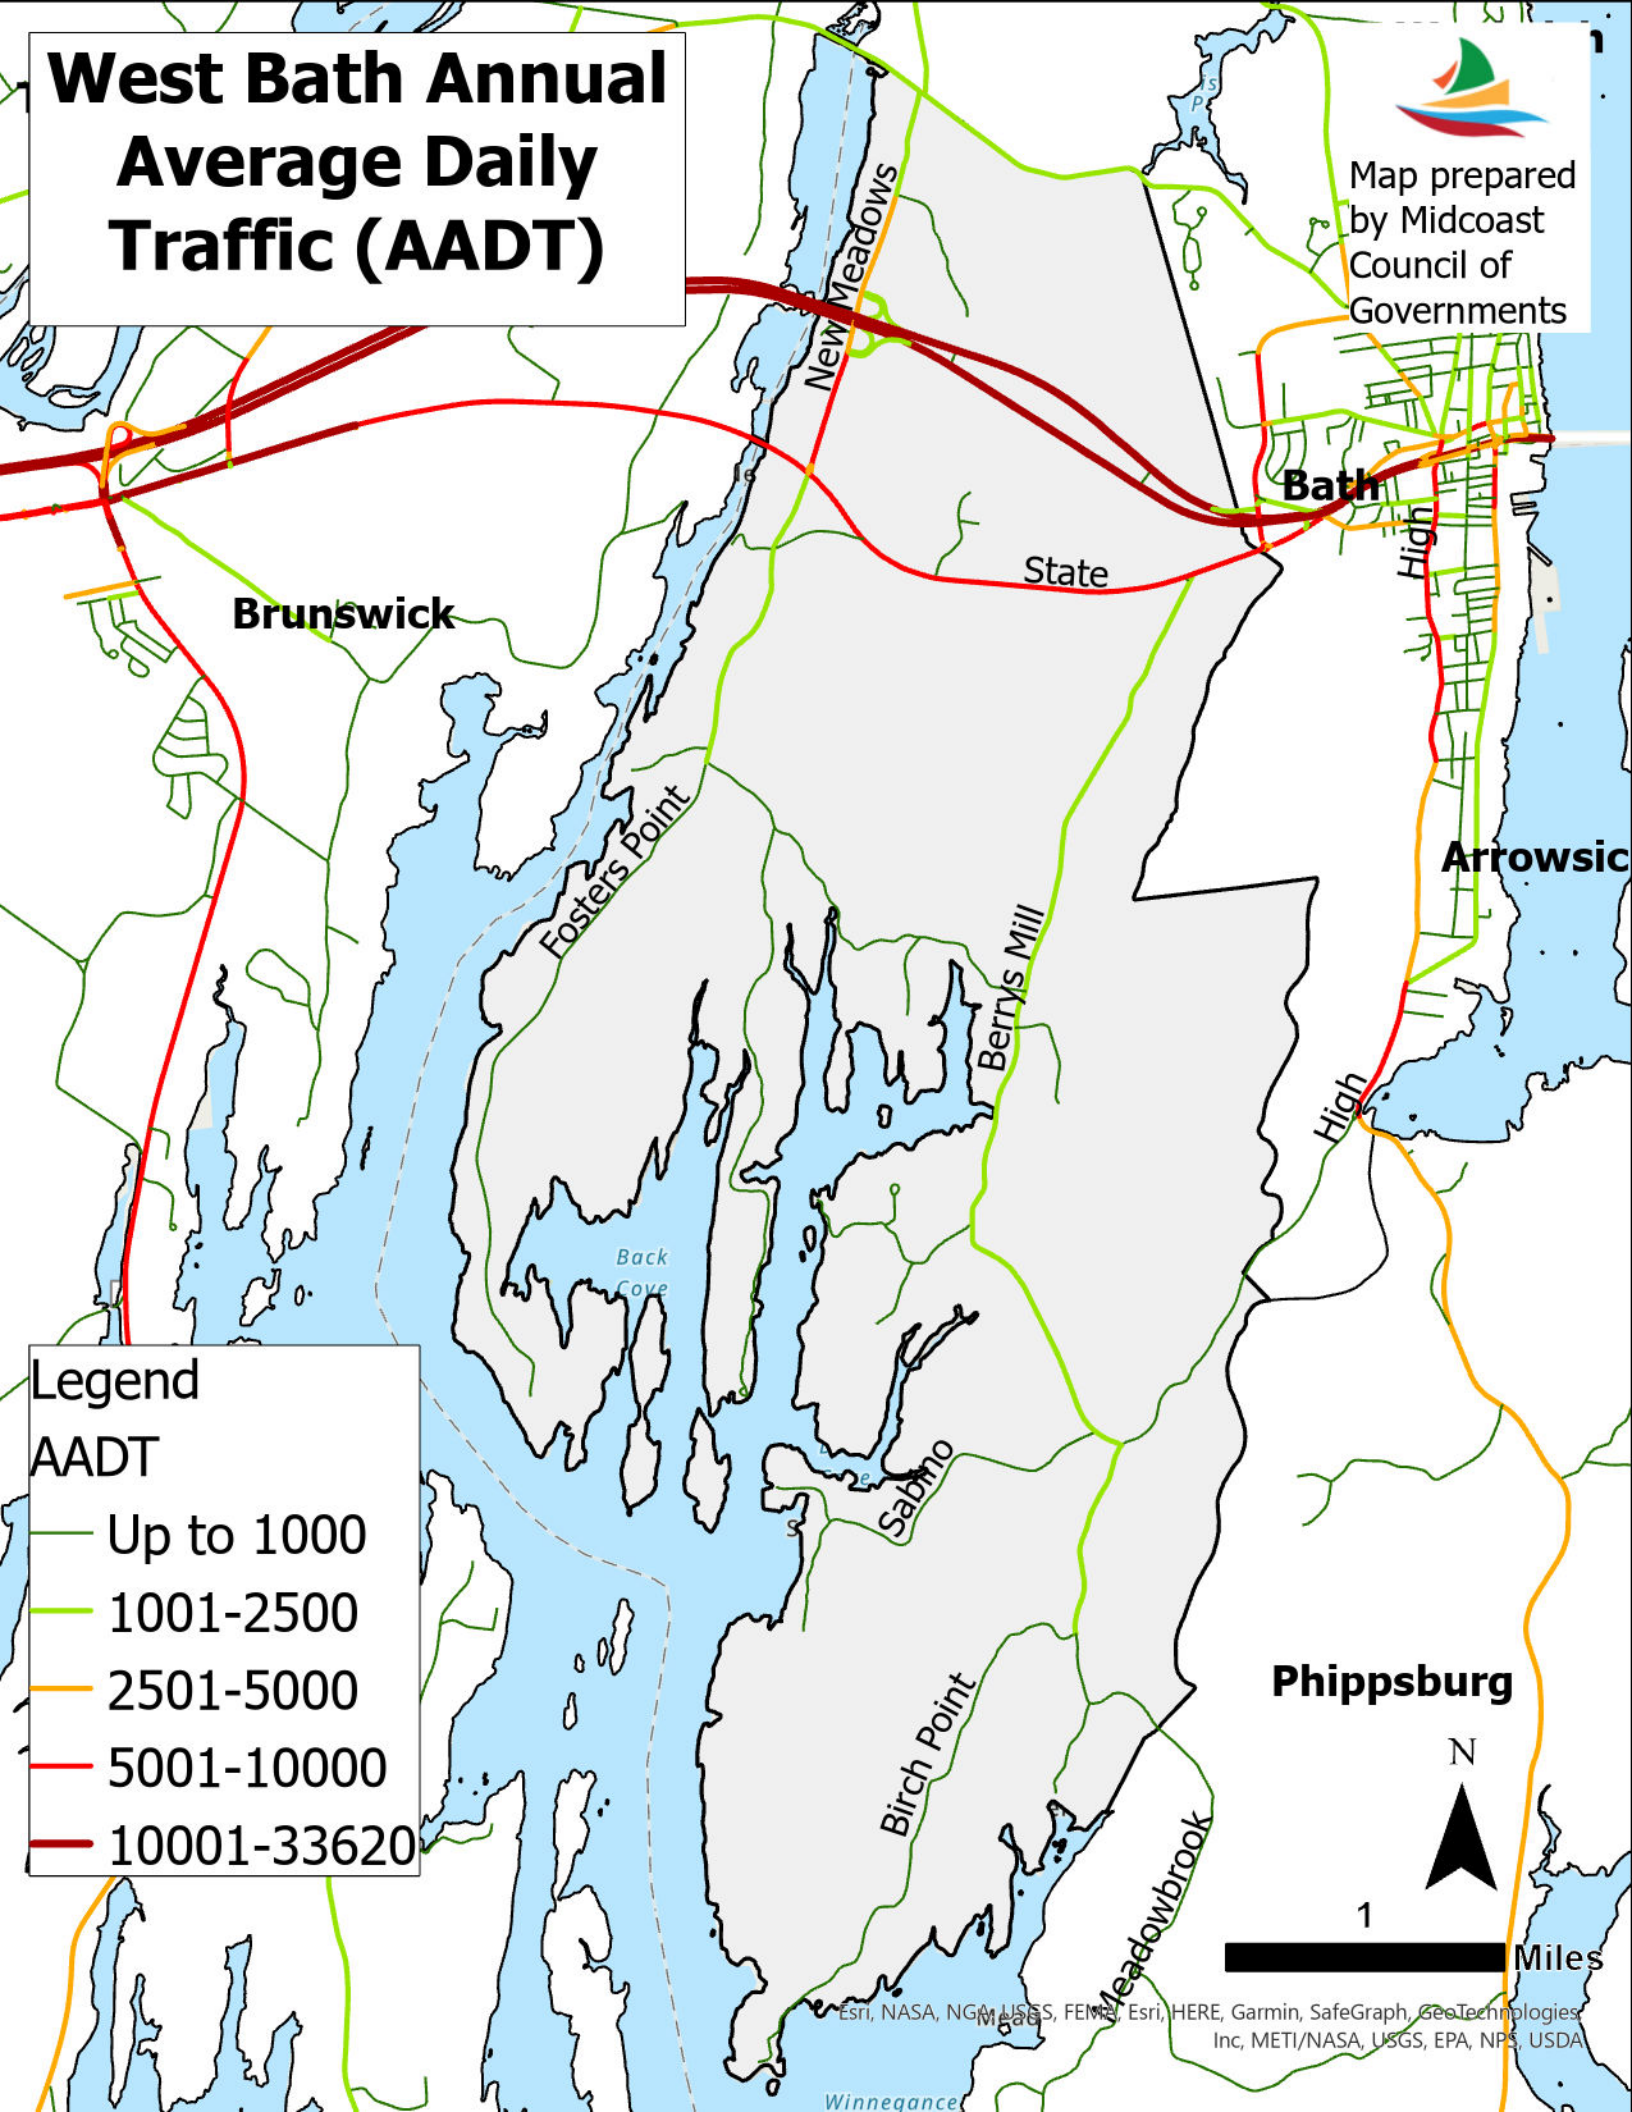 West Bath Annual
Average Daily
Traffic (AADT)
Map prepared
by Midcoast
Council of
Governments
New Meadows
Bath
High
State
Brunswick
Fosters Point
Arrowsic
Berrys Mill
High
Back
Cove
Sabino
Legend
AADT
Up to 1000
1001-2500
2501-5000
5001-10000
10001-33620
Phippsburg
Birch Point
N
Meadowbrook
1
Miles
Esri, NASA, NGA, USGS, FEMA, Esri, HERE, Garmin, SafeGraph, GeoTechnologies,
Inc, METI/NASA, USGS, EPA, NPS, USDA
Mead
Winnegance